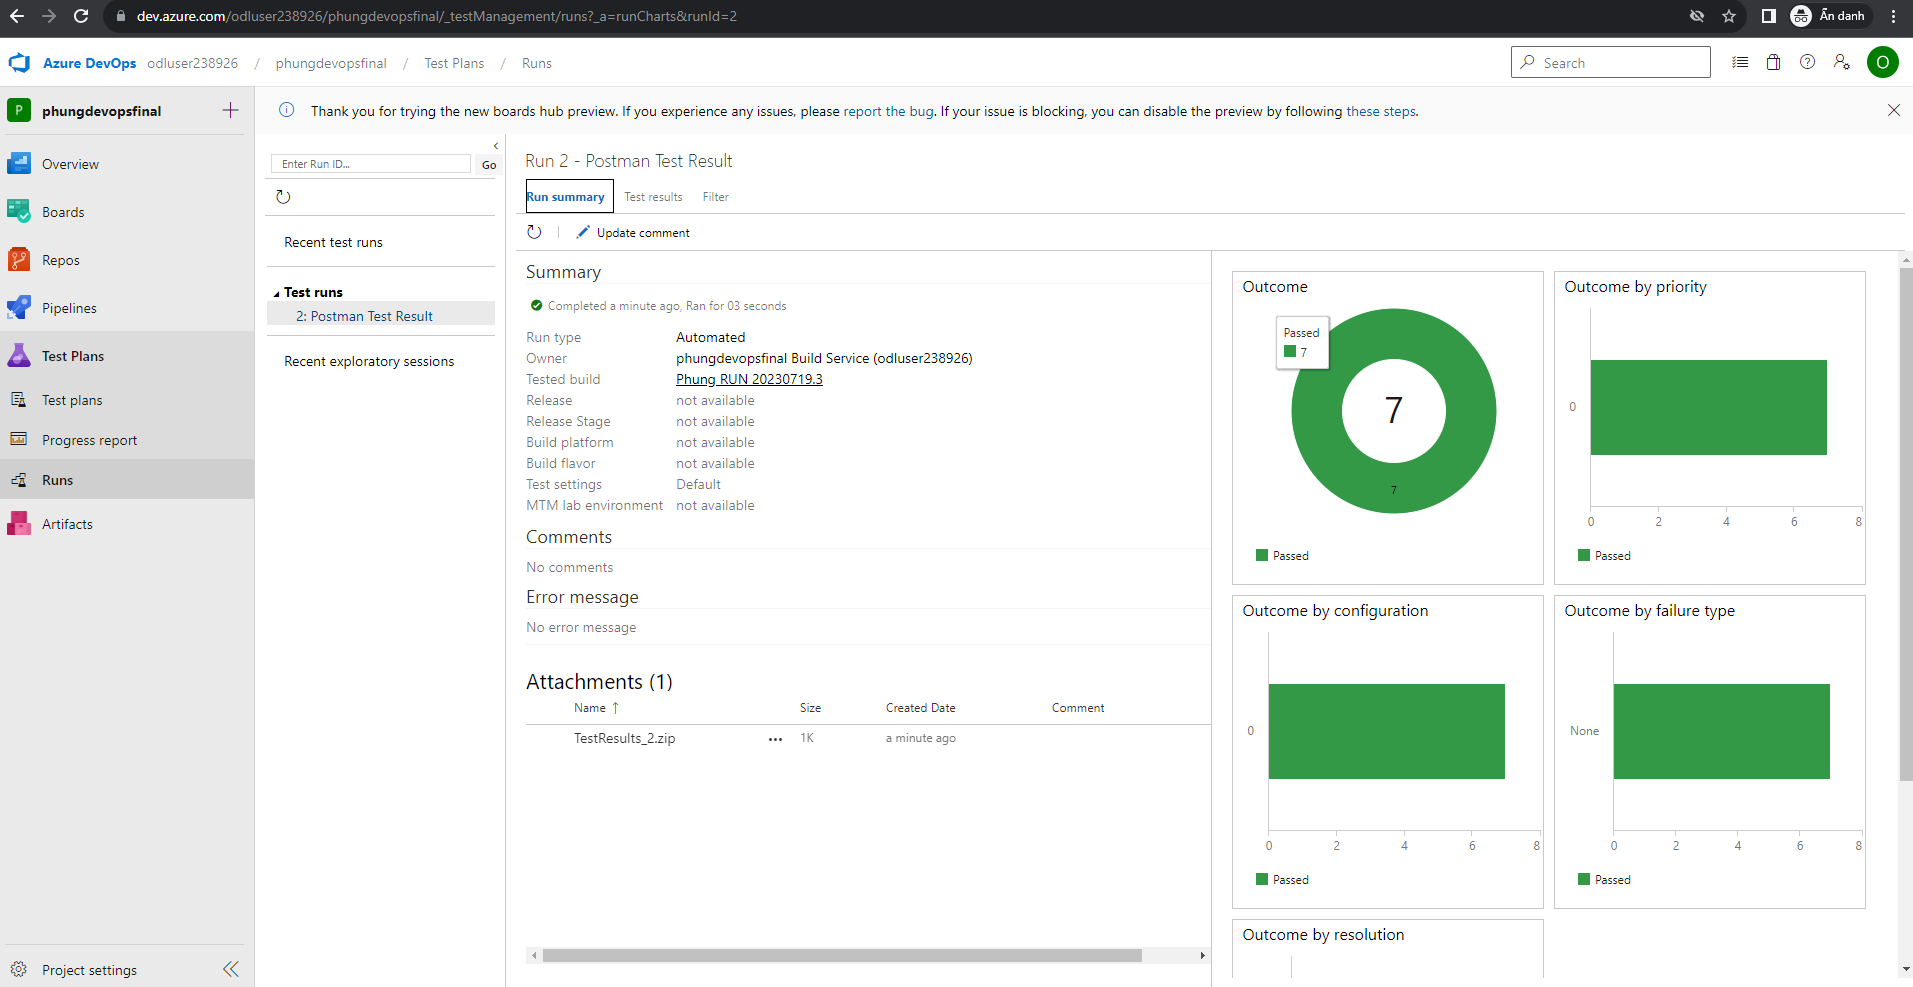 dev.azure.com/odluser238926/phungdevopsfinal/_testManagement/runs?_a=runCharts&runId=2
Ẩn danh
Azure DevOps odluser238926 / phungdevopsfinal / Test Plans / Runs
Search
O
P phungdevopsfinal
Overview
Boards
Repos
Pipelines
Test Plans
Test plans
Progress report
Runs
Artifacts
Project settings
Thank you for trying the new boards hub preview. If you experience any issues, please report the bug. If your issue is blocking, you can disable the preview by following these steps.
Enter Run ID...
Go
Recent test runs
Test runs
2: Postman Test Result
Recent exploratory sessions
Run 2 - Postman Test Result
Run summary Test results Filter
Update comment
Summary
Completed a minute ago, Ran for 03 seconds
Run type Automated
Owner phungdevopsfinal Build Service (odluser238926)
Tested build Phung RUN 20230719.3
Release not available
Release Stage not available
Build platform not available
Build flavor not available
Test settings Default
MTM lab environment not available
Comments
No comments
Error message
No error message
Attachments (1)
Name ↑ Size Created Date Comment
TestResults_2.zip ... 1K a minute ago
Outcome
Passed
7
7
7
Passed
Outcome by priority
0
0 2 4 6 8
Passed
Outcome by configuration
0
0 2 4 6 8
Passed
Outcome by failure type
None
0 2 4 6 8
Passed
Outcome by resolution